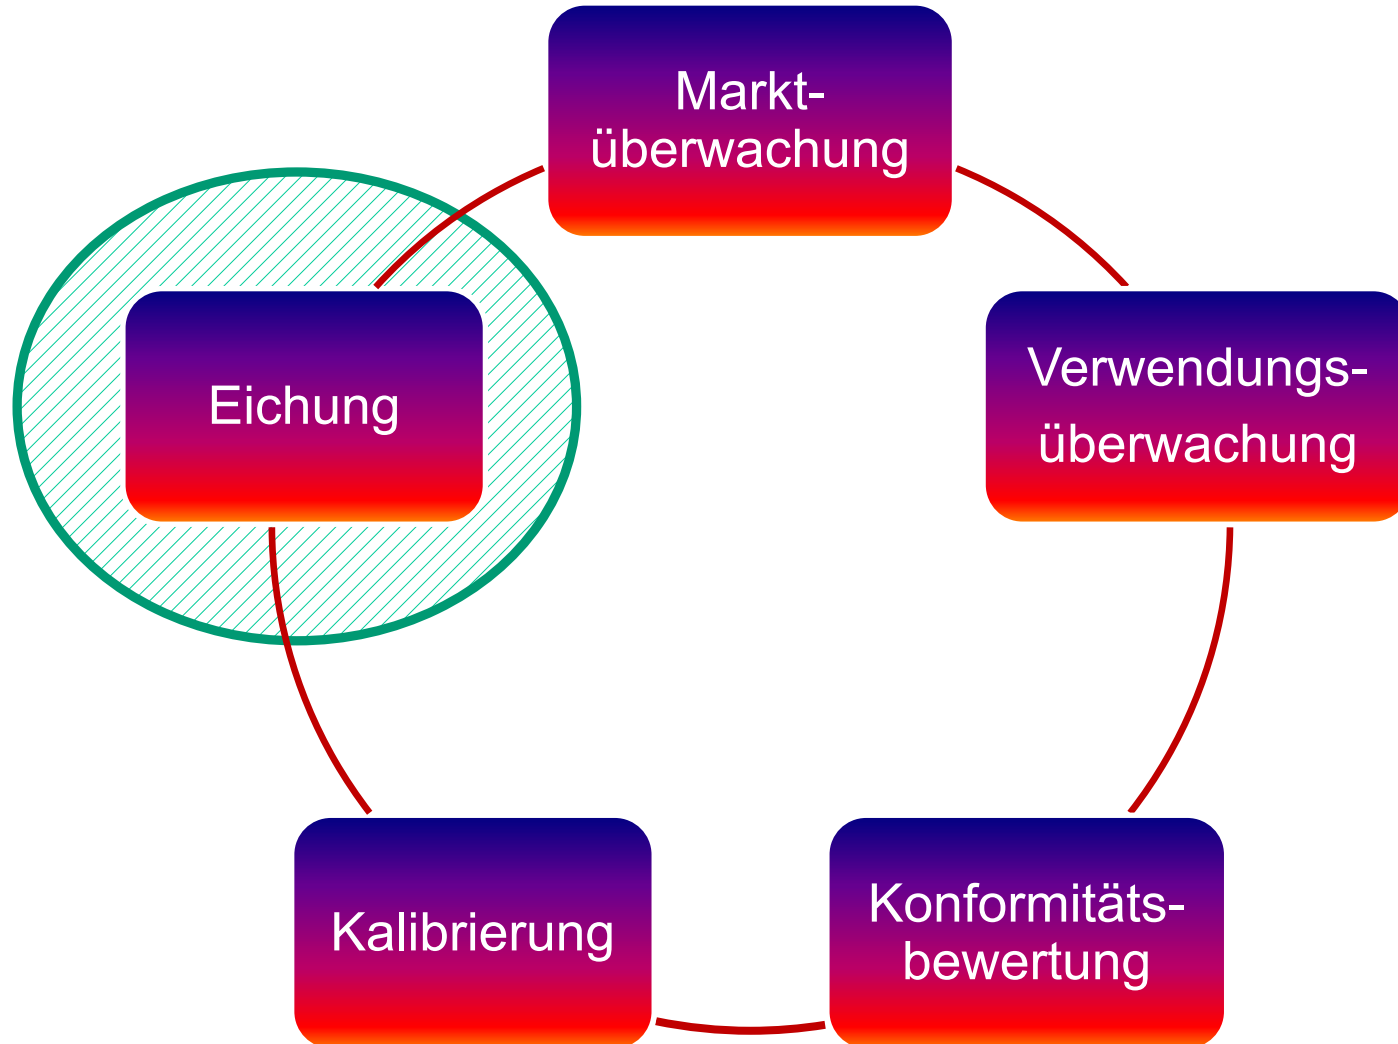 Markt-
überwachung
Eichung
Verwendungs-
überwachung
Kalibrierung
Konformitäts-
bewertung